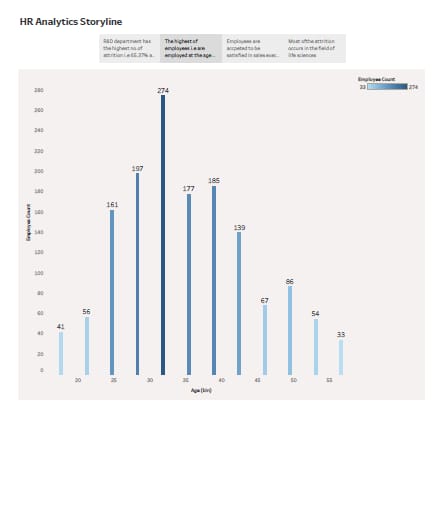 HR Analytics Storyline
R&D department has
the highest no.of
attrition i.e 65.37% a..
The highest of
employees i.e are
employed at the age..
Employees are
accpeted to be
satisfied in sales exec..
Most ofthe attrition
occurs in the field of
life sciences
Employee Count
33 274
280
260
240
220
200
180
160
140
120
100
80
60
40
20
0
Employee Count
41
56
161
197
274
177
185
139
67
86
54
33
20 25 30 35 40 45 50 55
Age (bin)